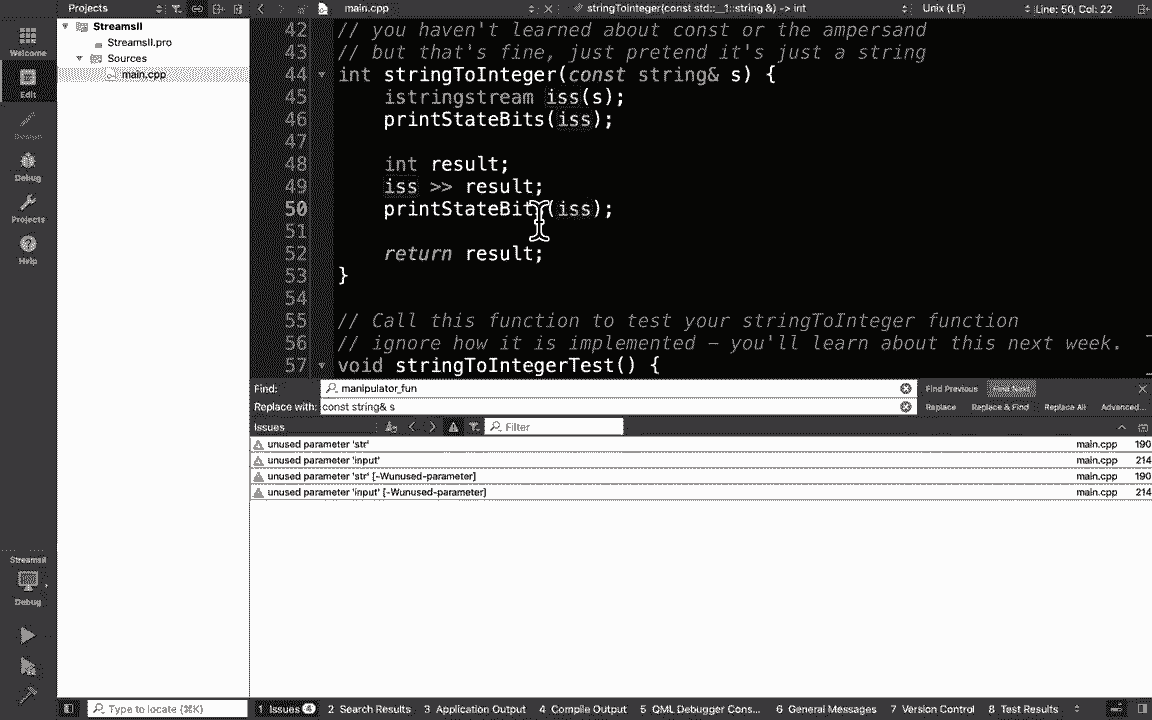 Projects
main.cpp
stringToInteger(const std::__1::string &) -> int
Unix (LF)
Line: 50, Col: 22
Welcome
Edit
Design
Debug
Projects
Help
StreamsII
Debug
StreamsII
StreamsII.pro
Sources
main.cpp
42 // you haven't learned about const or the ampersand
43 // but that's fine, just pretend it's just a string
44 int stringToInteger(const string& s) {
45 istringstream iss(s);
46 printStateBits(iss);
47
48 int result;
49 iss >> result;
50 printStateBits(iss);
51
52 return result;
53 }
54
55 // Call this function to test your stringToInteger function
56 // ignore how it is implemented – you'll learn about this next week.
57 void stringToIntegerTest() {
Find: manipulator_fun Find Previous Find Next
Replace with: const string& s Replace Replace & Find Replace All Advanced...
Issues Filter
unused parameter 'str' main.cpp 190
unused parameter 'input' main.cpp 214
unused parameter 'str' [-Wunused-parameter] main.cpp 190
unused parameter 'input' [-Wunused-parameter] main.cpp 214
Type to locate (⌘K) 1 Issues 4 2 Search Results 3 Application Output 4 Compile Output 5 QML Debugger Cons... 6 General Messages 7 Version Control 8 Test Results